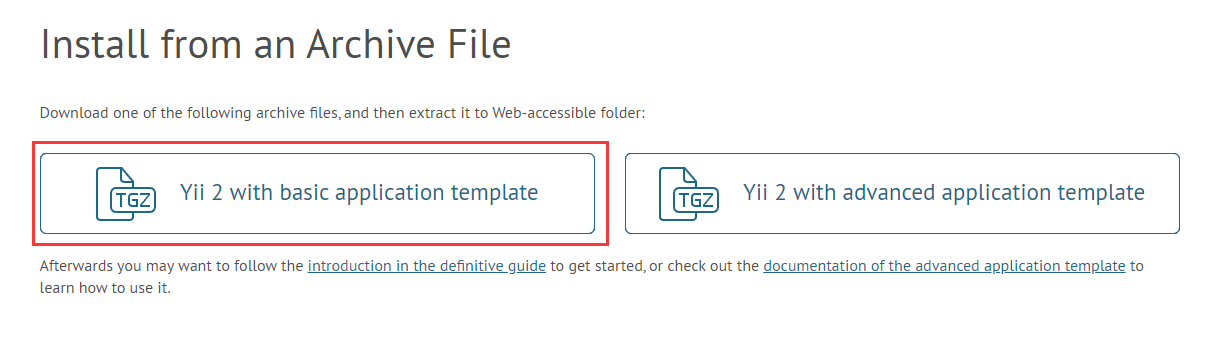 Install from an Archive File
Download one of the following archive files, and then extract it to Web-accessible folder:
TGZ Yii 2 with basic application template
TGZ Yii 2 with advanced application template
Afterwards you may want to follow the introduction in the definitive guide to get started, or check out the documentation of the advanced application template to
learn how to use it.